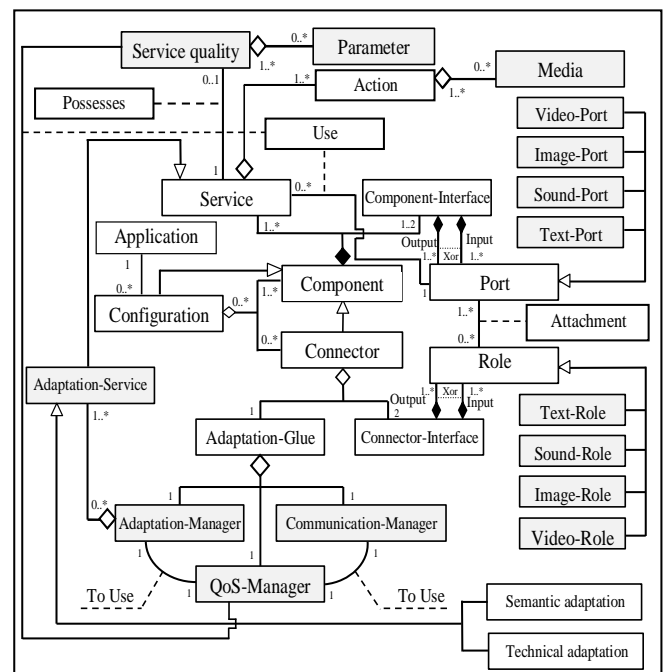 Service quality
0..*
Parameter
1..*
0..1
1..*
Action
0..*
Media
1..*
Possesses
Use
Video-Port
Image-Port
Sound-Port
Text-Port
1
Service
0..*
1..*
Component-Interface
1..2
Output
Input
1..*
Xor
1..*
Application
1
0..*
Configuration
0..*
Component
1..*
0..*
Connector
1
Port
1..*
Attachment
0..*
Role
Output
1..*
Xor
1..*
Input
Adaptation-Service
1..*
1
Adaptation-Glue
2
Connector-Interface
Text-Role
Sound-Role
Image-Role
Video-Role
0..*
1
Adaptation-Manager
1
Communication-Manager
1
1
1
To Use
1
QoS-Manager
1
To Use
Semantic adaptation
Technical adaptation